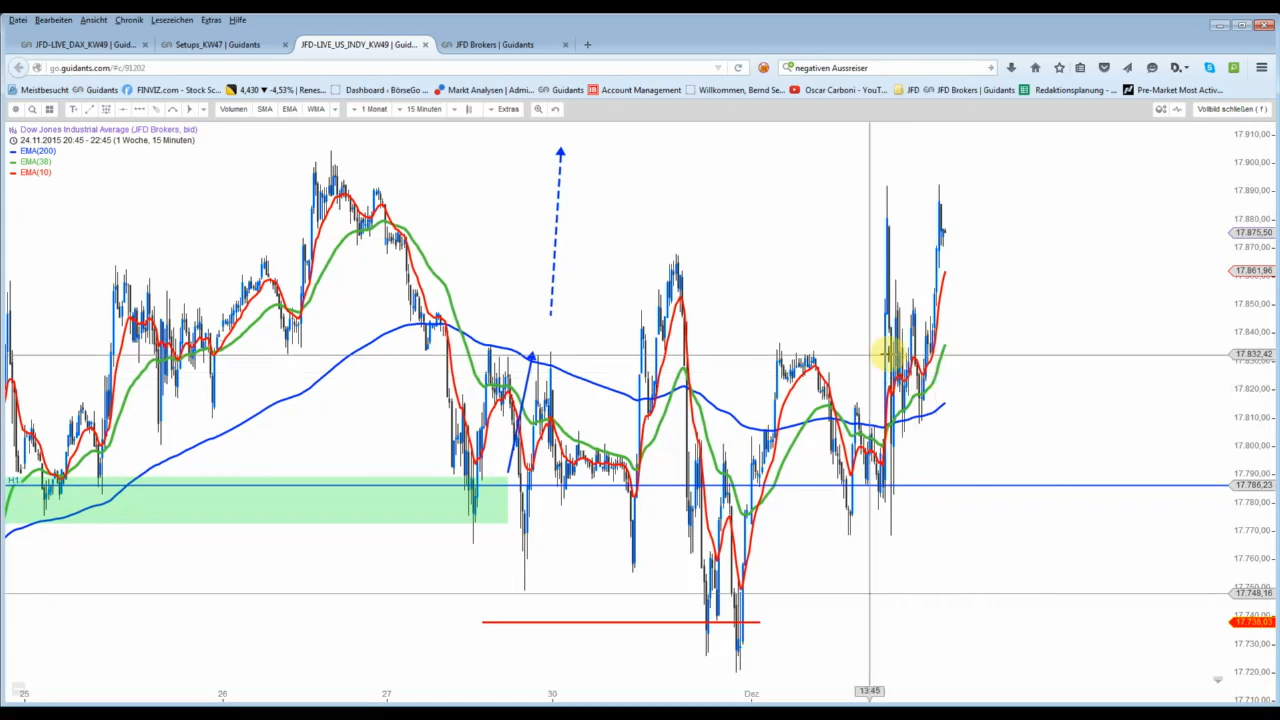 Datei Bearbeiten Ansicht Chronik Lesezeichen Extras Hilfe
JFD-LIVE_DAX_KW49 | Guid... Setups_KW47 | Guidants JFD-LIVE_US_INDY_KW49 | Guid... JFD Brokers | Guidants
go.guidants.com/#c/91202 negativen Aussreiser
Meistbesucht Guidants FINVIZ.com - Stock Sc... 4,430 ▼-4,53% | Renes... Dashboard ‹ BörseGo ... Markt Analysen | Admir... Guidants Account Management Willkommen, Bernd Se... Oscar Carboni - YouT... JFD Brokers | Guidants Redaktionsplanung - ... Pre-Market Most Activ...
Volumen SMA EMA WMA 1 Monat 15 Minuten Extras Vollbild schließen ( f )
Dow Jones Industrial Average (JFD Brokers, bid)
24.11.2015 20:45 - 22:45 (1 Woche, 15 Minuten)
EMA(200)
EMA(38)
EMA(10)
17.910,00
17.900,00
17.890,00
17.880,00
17.875,50
17.870,00
17.861,96
17.850,00
17.840,00
17.832,42
17.820,00
17.810,00
17.800,00
17.790,00
H1
17.786,23
17.780,00
17.770,00
17.760,00
17.748,16
17.738,03
17.730,00
17.720,00
17.710,00
25 26 27 30 Dez 13:45